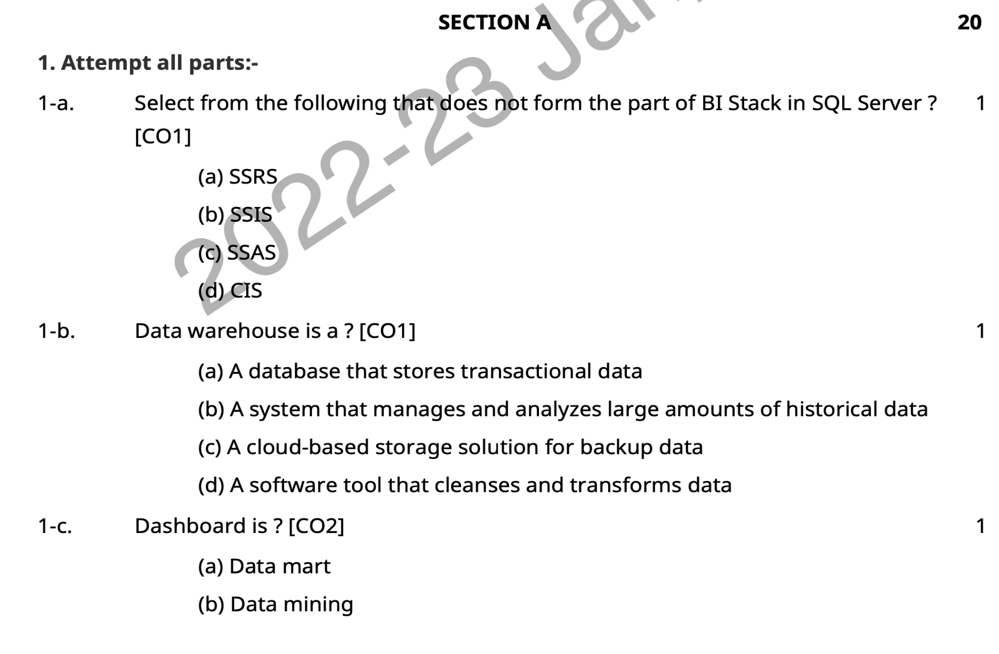 SECTION A 20
1. Attempt all parts:-
1-a. Select from the following that does not form the part of BI Stack in SQL Server ? 1
[CO1]
(a) SSRS
(b) SSIS
(c) SSAS
(d) CIS
1-b. Data warehouse is a ? [CO1] 1
(a) A database that stores transactional data
(b) A system that manages and analyzes large amounts of historical data
(c) A cloud-based storage solution for backup data
(d) A software tool that cleanses and transforms data
1-c. Dashboard is ? [CO2] 1
(a) Data mart
(b) Data mining
2022-23